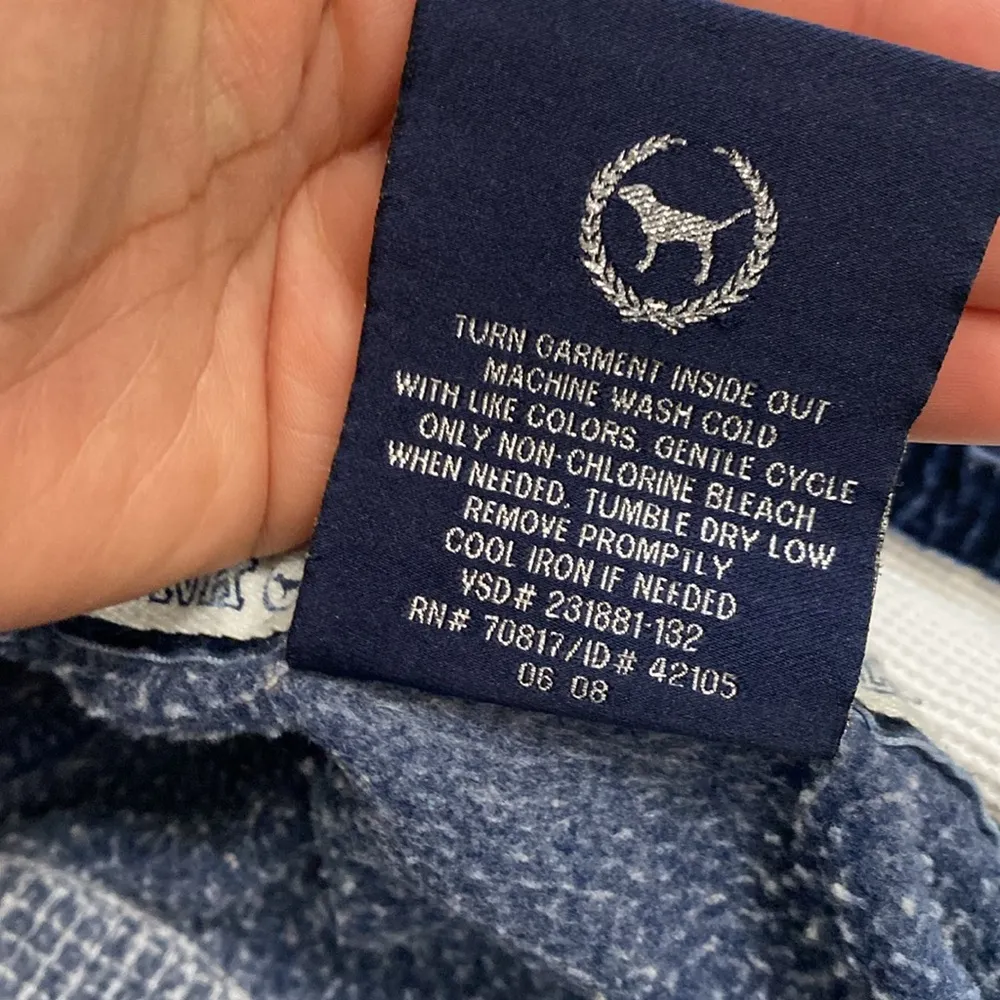 TURN GARMENT INSIDE OUT
MACHINE WASH COLD
WITH LIKE COLORS, GENTLE CYCLE
ONLY NON-CHLORINE BLEACH
WHEN NEEDED, TUMBLE DRY LOW
REMOVE PROMPTLY
COOL IRON IF NEEDED
VSD# 231881-132
RN# 70817/ID# 42105
06 08